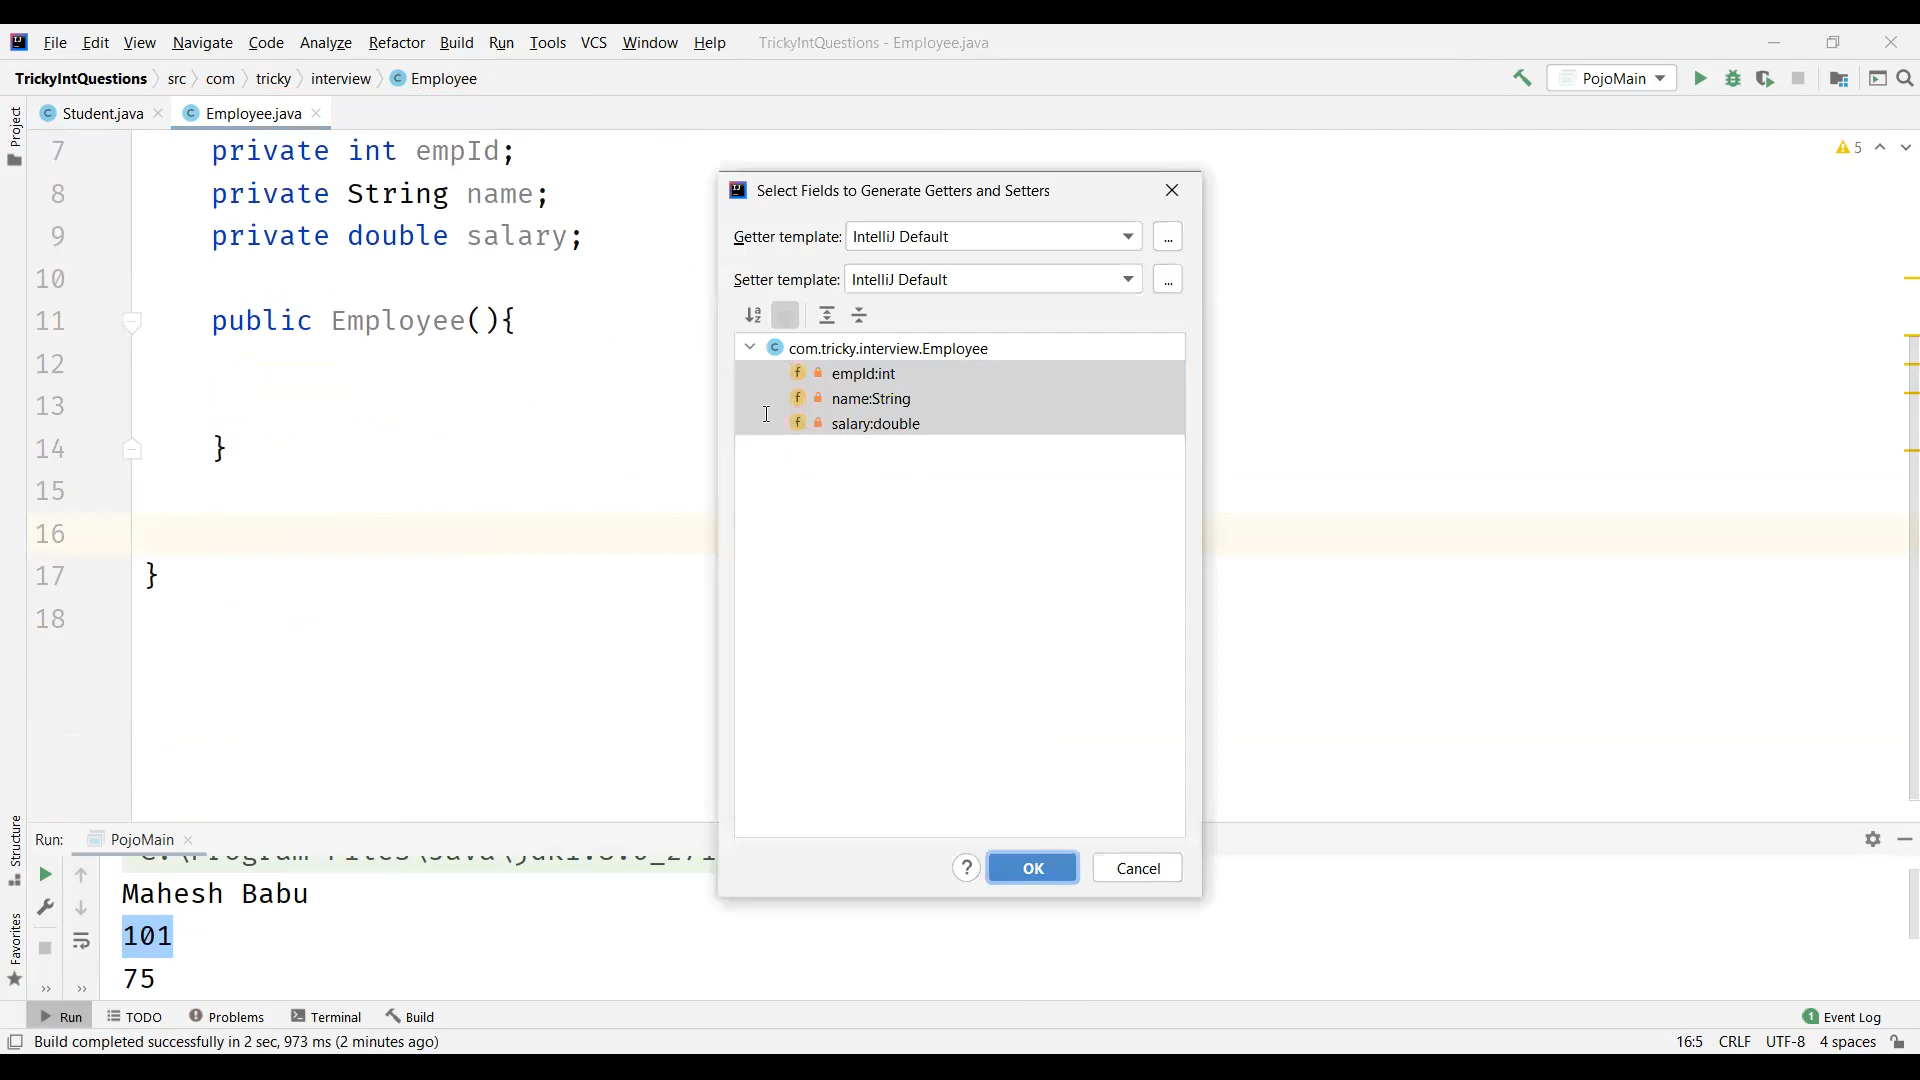 File Edit View Navigate Code Analyze Refactor Build Run Tools VCS Window Help TrickyIntQuestions - Employee.java
TrickyIntQuestions src com tricky interview Employee PojoMain
Project
Student.java Employee.java
7 private int empId;
8 private String name;
9 private double salary;
10
11 public Employee(){
12
13
14 }
15
16
17 }
18
5
Select Fields to Generate Getters and Setters
Getter template: IntelliJ Default ...
Setter template: IntelliJ Default ...
com.tricky.interview.Employee
empId:int
name:String
salary:double
? OK Cancel
Structure
Favorites
Run: PojoMain
Mahesh Babu
101
75
Run TODO Problems Terminal Build 1 Event Log
Build completed successfully in 2 sec, 973 ms (2 minutes ago) 16:5 CRLF UTF-8 4 spaces